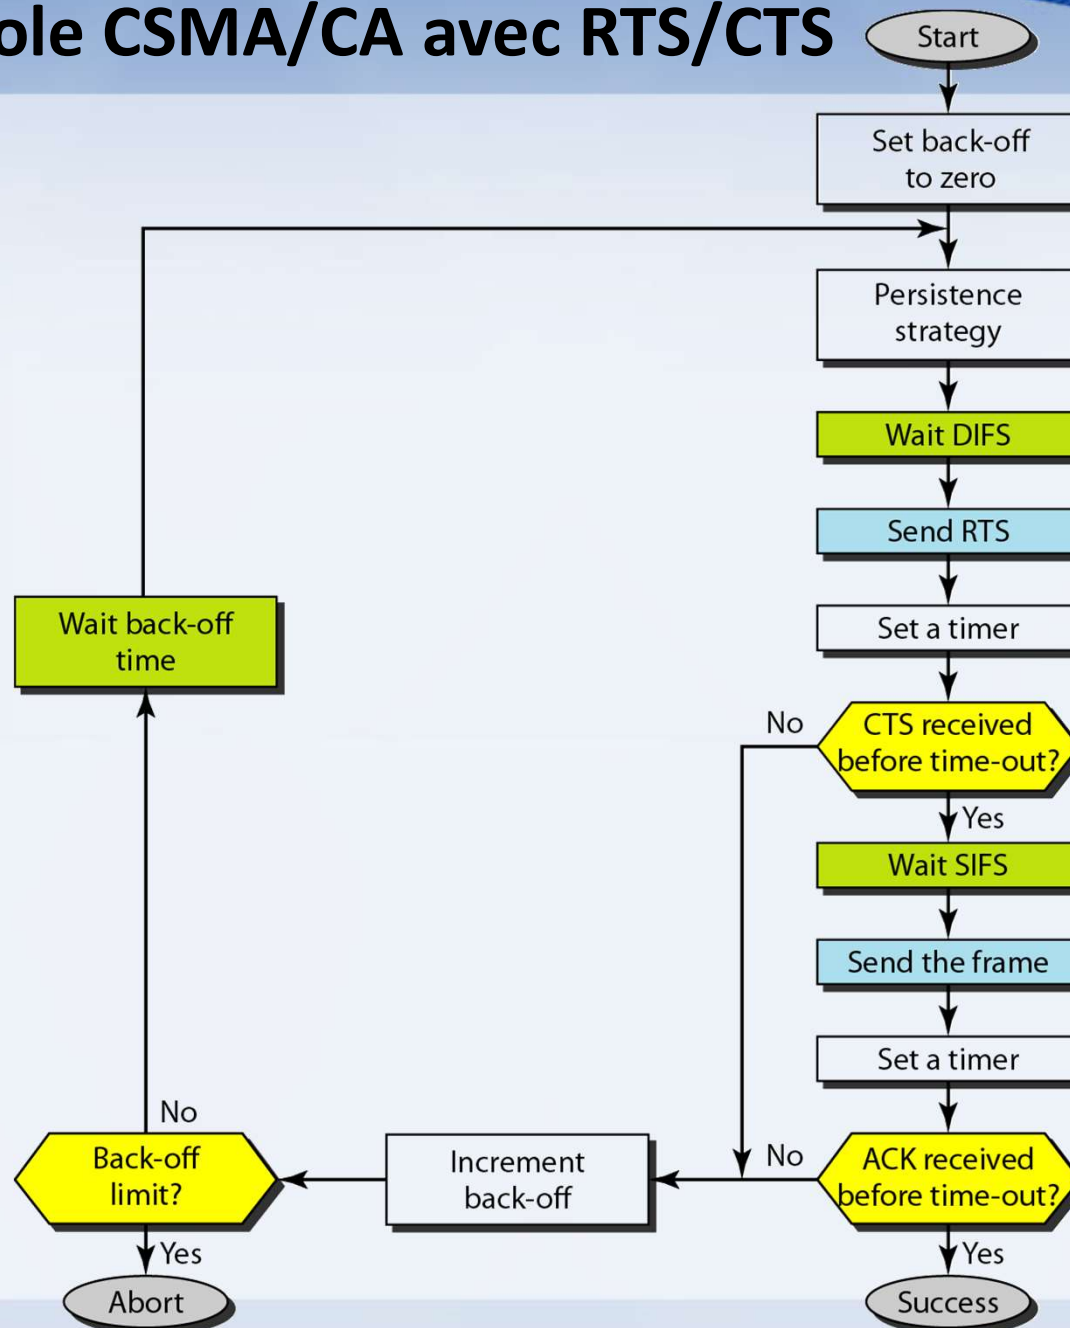 ole CSMA/CA avec RTS/CTS
Start
Set back-off
to zero
Persistence
strategy
Wait DIFS
Send RTS
Set a timer
Wait back-off
time
No
CTS received
before time-out?
Yes
Wait SIFS
Send the frame
Set a timer
No
Back-off
limit?
Increment
back-off
No
ACK received
before time-out?
Yes
Yes
Abort
Success